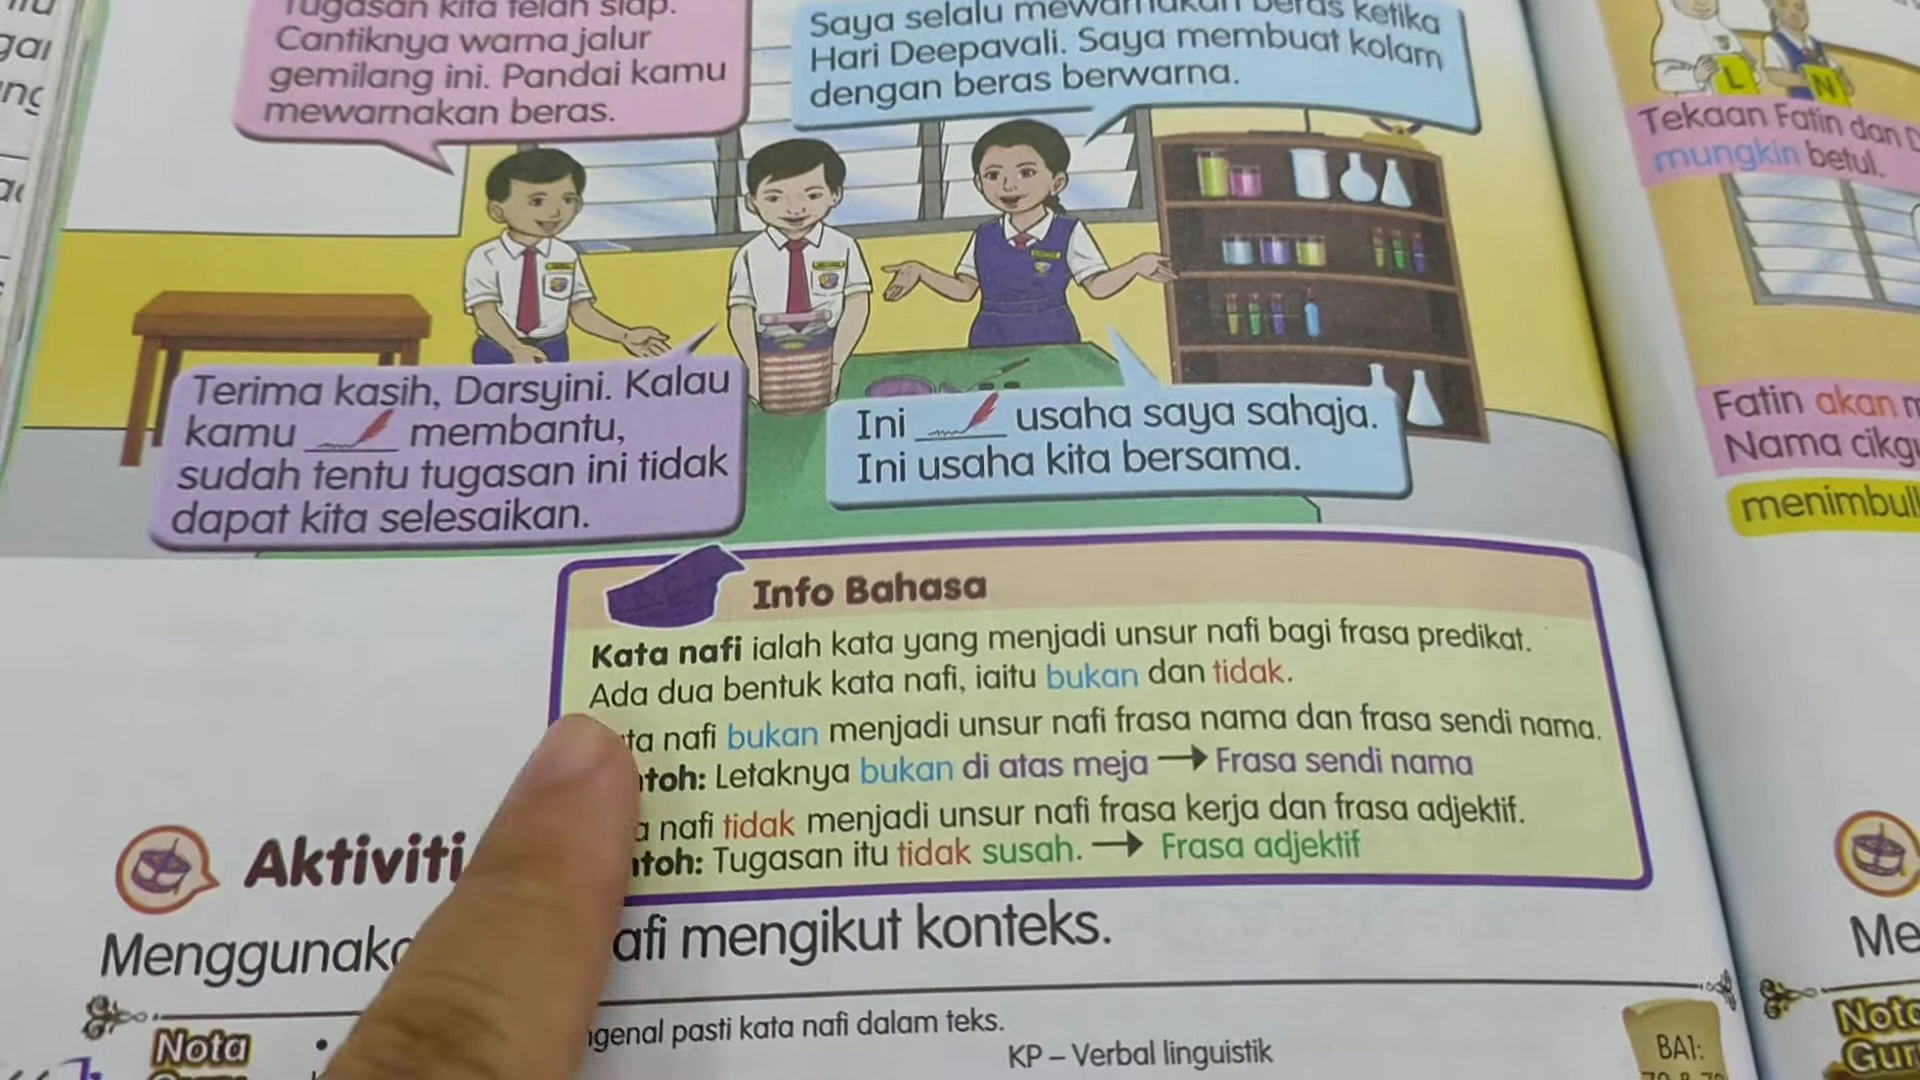 Tugasan kita telah siap.
Cantiknya warna jalur
gemilang ini. Pandai kamu
mewarnakan beras.
Saya selalu mewarnakan beras ketika
Hari Deepavali. Saya membuat kolam
dengan beras berwarna.
Terima kasih, Darsyini. Kalau
kamu ____ membantu,
sudah tentu tugasan ini tidak
dapat kita selesaikan.
Ini ____ usaha saya sahaja.
Ini usaha kita bersama.
Info Bahasa
Kata nafi ialah kata yang menjadi unsur nafi bagi frasa predikat.
Ada dua bentuk kata nafi, iaitu bukan dan tidak.
ta nafi bukan menjadi unsur nafi frasa nama dan frasa sendi nama.
toh: Letaknya bukan di atas meja → Frasa sendi nama
a nafi tidak menjadi unsur nafi frasa kerja dan frasa adjektif.
ntoh: Tugasan itu tidak susah. → Frasa adjektif
Aktiviti
Menggunaka afi mengikut konteks.
Nota
genal pasti kata nafi dalam teks.
KP – Verbal linguistik
BA1:
L
N
Tekaan Fatin dan D
mungkin betul.
Fatin akan m
Nama cikgu
menimbul
Me
Nota
Guru